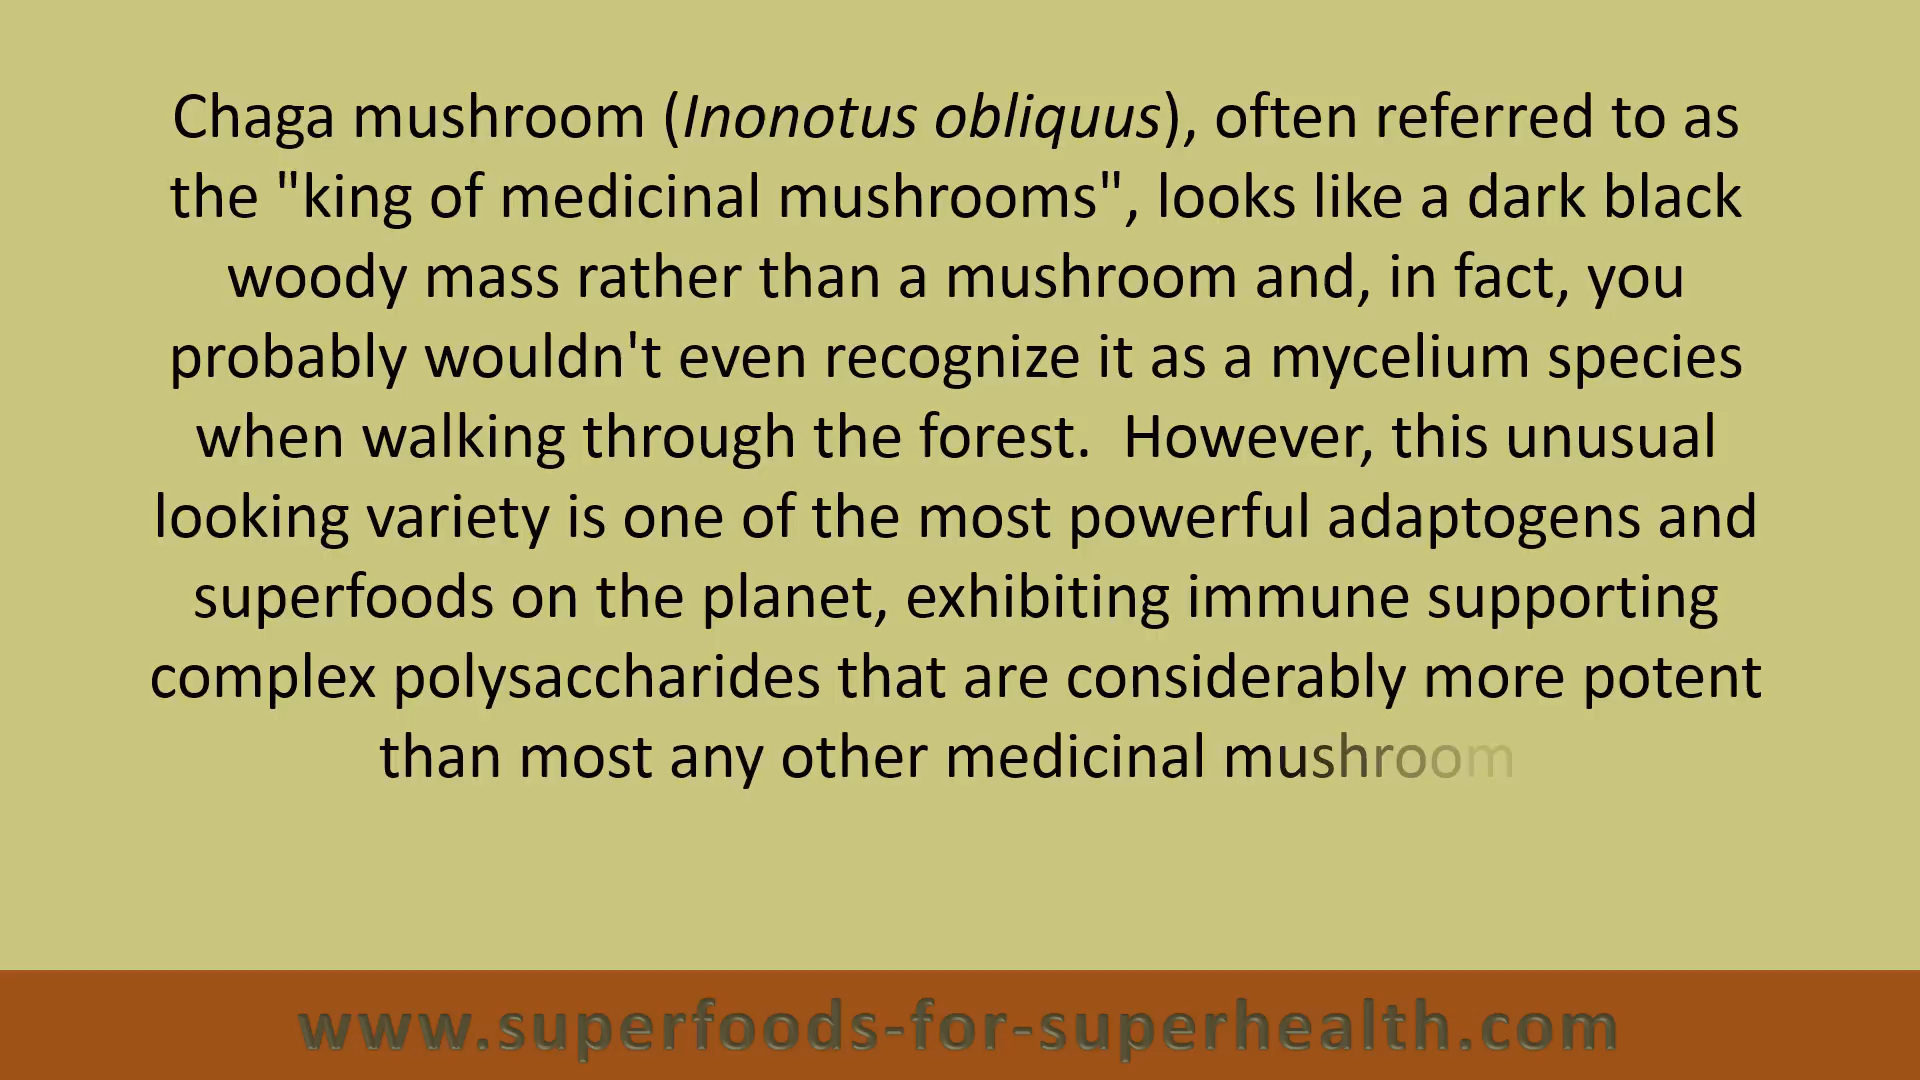 Chaga mushroom (Inonotus obliquus), often referred to as
the "king of medicinal mushrooms", looks like a dark black
woody mass rather than a mushroom and, in fact, you
probably wouldn't even recognize it as a mycelium species
when walking through the forest.  However, this unusual
looking variety is one of the most powerful adaptogens and
superfoods on the planet, exhibiting immune supporting
complex polysaccharides that are considerably more potent
than most any other medicinal mushroom
www.superfoods-for-superhealth.com